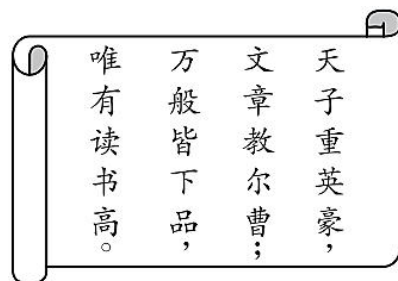 天子重英豪，
文章教尔曹；
万般皆下品，
唯有读书高。